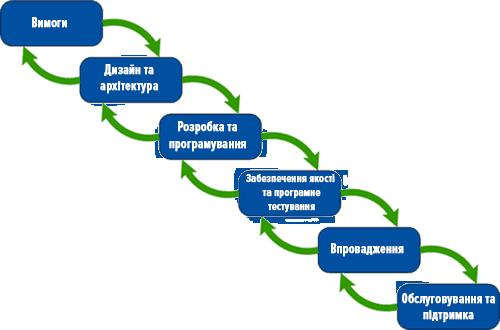 Вимоги
Дизайн та
архітектура
Розробка та
програмування
Забезпечення якості
та програмне
тестування
Впровадження
Обслуговування та
підтримка